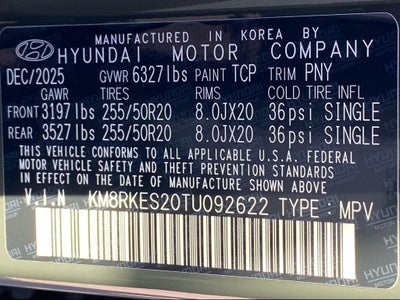 MANUFACTURED IN KOREA BY
HYUNDAI MOTOR COMPANY
DEC/2025 GVWR 6327lbs PAINT TCP TRIM PNY
GAWR TIRES RIMS COLD TIRE INFL
FRONT 3197lbs 255/50R20 8.0JX20 36psi SINGLE
REAR 3527lbs 255/50R20 8.0JX20 36psi SINGLE
THIS VEHICLE CONFORMS TO ALL APPLICABLE U.S.A. FEDERAL
MOTOR VEHICLE SAFETY AND THEFT PREVENTION STANDARDS
IN EFFECT ON THE DATE OF MANUFACTURE SHOWN ABOVE.
V I N KM8RKES20TU092622 TYPE : MPV